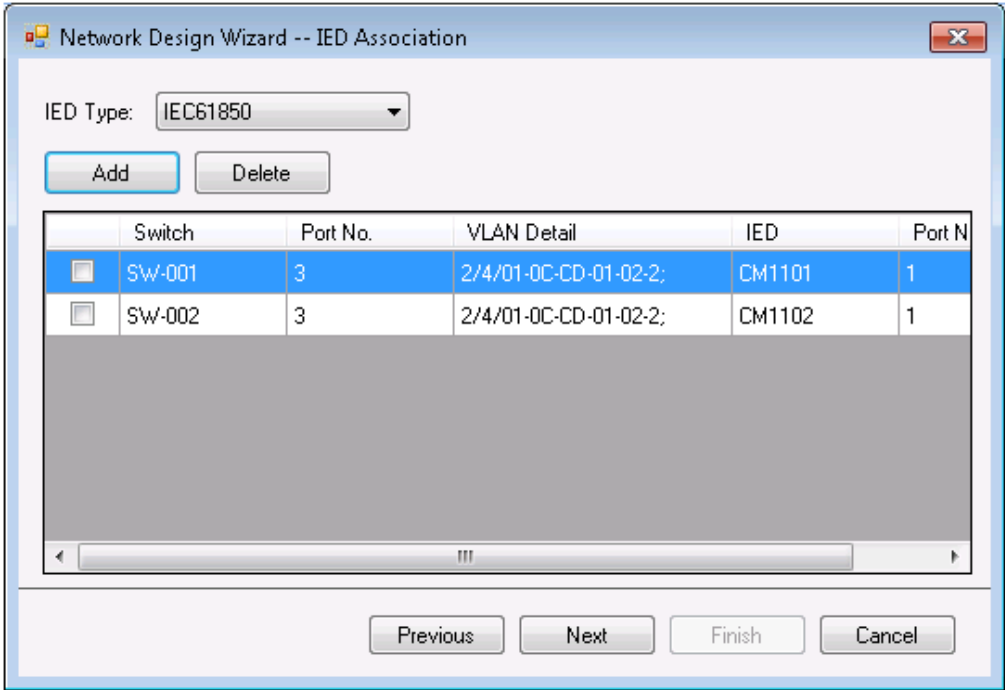 Network Design Wizard -- IED Association
IED Type: IEC61850
Add Delete
Switch Port No. VLAN Detail IED Port N
SW-001 3 2/4/01-0C-CD-01-02-2; CM1101 1
SW-002 3 2/4/01-0C-CD-01-02-2; CM1102 1
Previous Next Finish Cancel